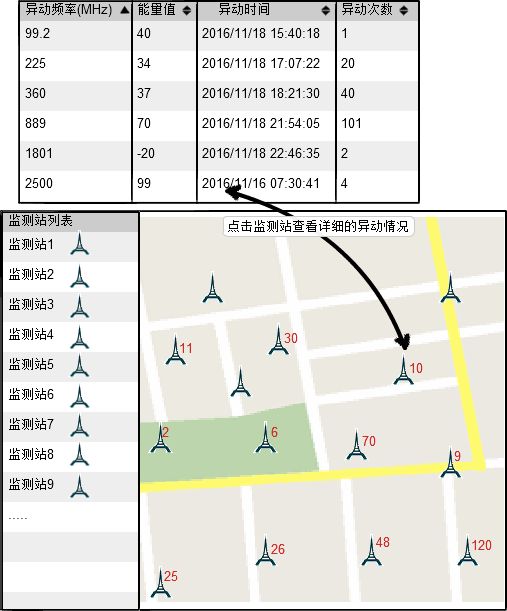 异动频率(MHz) 能量值 异动时间 异动次数
99.2 40 2016/11/18 15:40:18 1
225 34 2016/11/18 17:07:22 20
360 37 2016/11/18 18:21:30 40
889 70 2016/11/18 21:54:05 101
1801 -20 2016/11/18 22:46:35 2
2500 99 2016/11/16 07:30:41 4
监测站列表
监测站1
监测站2
监测站3
监测站4
监测站5
监测站6
监测站7
监测站8
监测站9
.....
点击监测站查看详细的异动情况
11
30
10
2
6
70
9
25
26
48
120